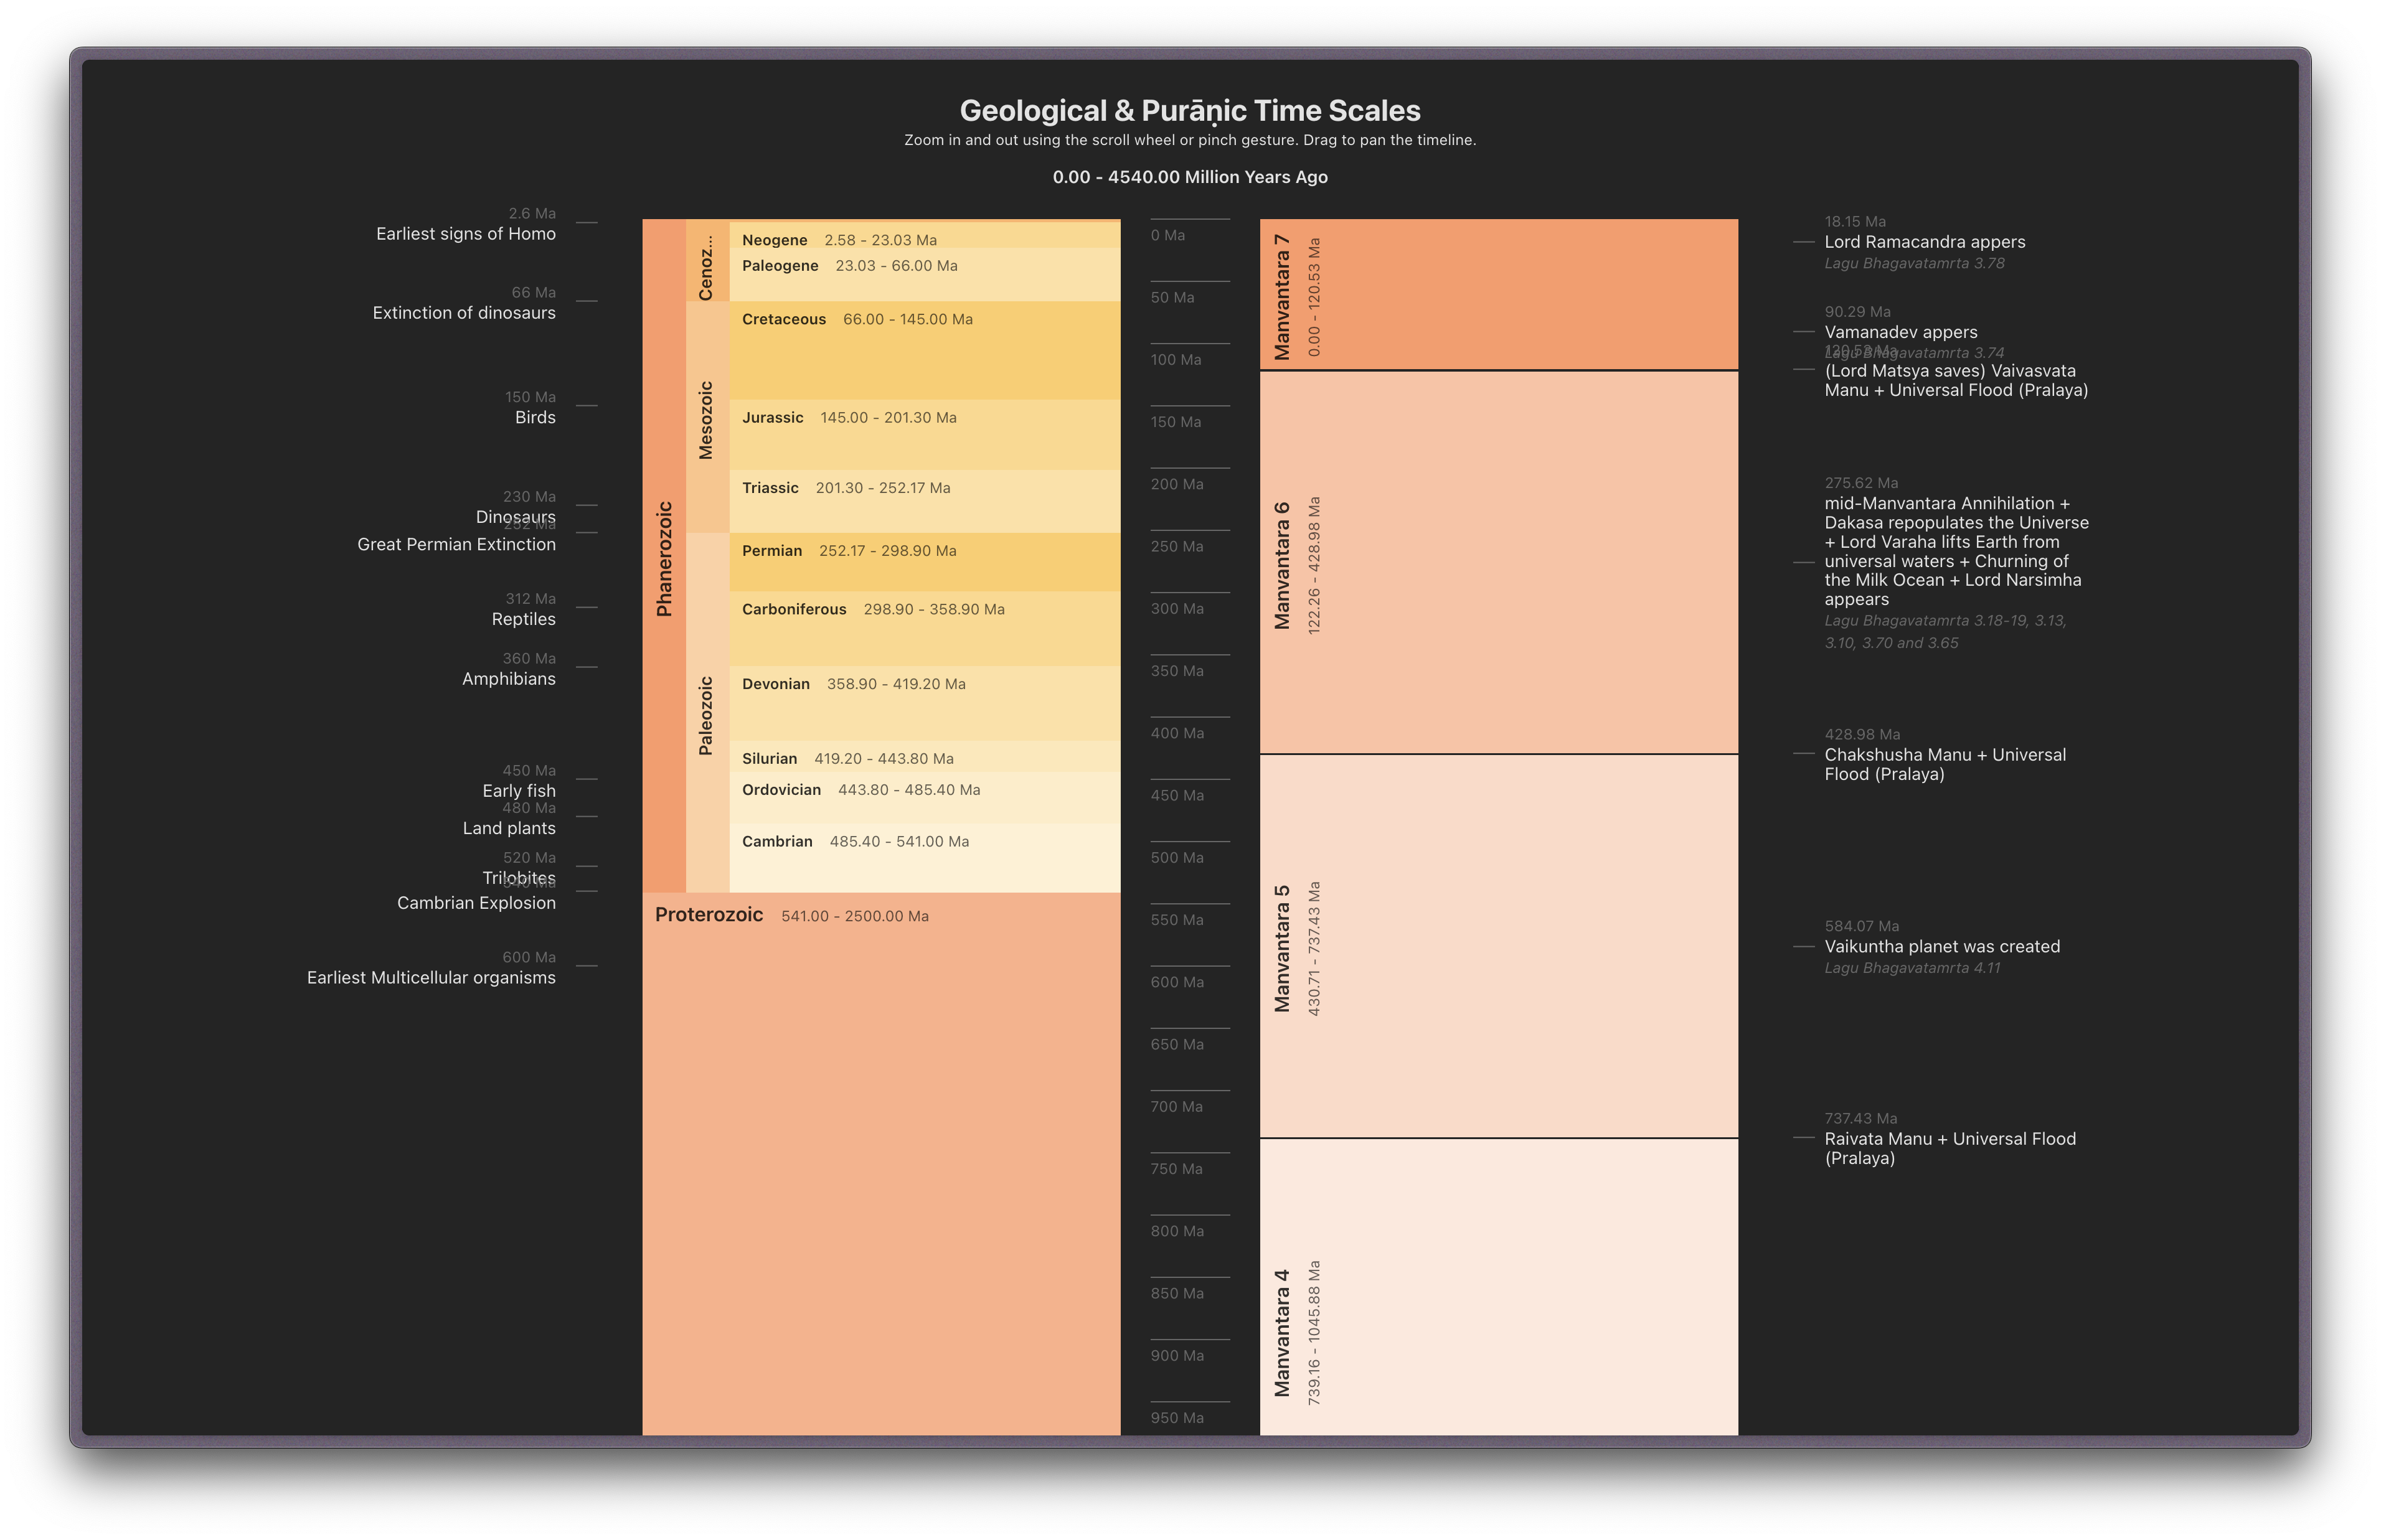 Geological & Purāṇic Time Scales
Zoom in and out using the scroll wheel or pinch gesture. Drag to pan the timeline.
0.00 - 4540.00 Million Years Ago
2.6 Ma
Earliest signs of Homo
66 Ma
Extinction of dinosaurs
150 Ma
Birds
230 Ma
Dinosaurs
252 Ma
Great Permian Extinction
312 Ma
Reptiles
360 Ma
Amphibians
450 Ma
Early fish
480 Ma
Land plants
520 Ma
Trilobites
540 Ma
Cambrian Explosion
600 Ma
Earliest Multicellular organisms
Phanerozoic
Cenoz...
Mesozoic
Paleozoic
Neogene 2.58 - 23.03 Ma
Paleogene 23.03 - 66.00 Ma
Cretaceous 66.00 - 145.00 Ma
Jurassic 145.00 - 201.30 Ma
Triassic 201.30 - 252.17 Ma
Permian 252.17 - 298.90 Ma
Carboniferous 298.90 - 358.90 Ma
Devonian 358.90 - 419.20 Ma
Silurian 419.20 - 443.80 Ma
Ordovician 443.80 - 485.40 Ma
Cambrian 485.40 - 541.00 Ma
Proterozoic 541.00 - 2500.00 Ma
0 Ma
50 Ma
100 Ma
150 Ma
200 Ma
250 Ma
300 Ma
350 Ma
400 Ma
450 Ma
500 Ma
550 Ma
600 Ma
650 Ma
700 Ma
750 Ma
800 Ma
850 Ma
900 Ma
950 Ma
Manvantara 7
0.00 - 120.53 Ma
Manvantara 6
122.26 - 428.98 Ma
Manvantara 5
430.71 - 737.43 Ma
Manvantara 4
739.16 - 1045.88 Ma
18.15 Ma
Lord Ramacandra appers
Lagu Bhagavatamrta 3.78
90.29 Ma
Vamanadev appers
Lagu Bhagavatamrta 3.74
120.53 Ma
(Lord Matsya saves) Vaivasvata
Manu + Universal Flood (Pralaya)
275.62 Ma
mid-Manvantara Annihilation +
Dakasa repopulates the Universe
+ Lord Varaha lifts Earth from
universal waters + Churning of
the Milk Ocean + Lord Narsimha
appears
Lagu Bhagavatamrta 3.18-19, 3.13,
3.10, 3.70 and 3.65
428.98 Ma
Chakshusha Manu + Universal
Flood (Pralaya)
584.07 Ma
Vaikuntha planet was created
Lagu Bhagavatamrta 4.11
737.43 Ma
Raivata Manu + Universal Flood
(Pralaya)